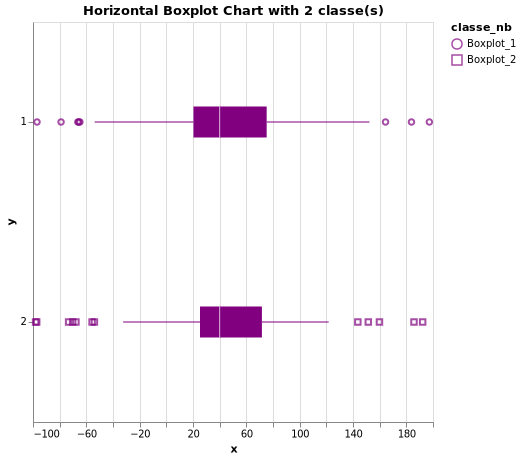 Horizontal Boxplot Chart with 2 classe(s)
classe_nb
Boxplot_1
Boxplot_2
1
y
2
−100 −60 −20 20 60 100 140 180
x